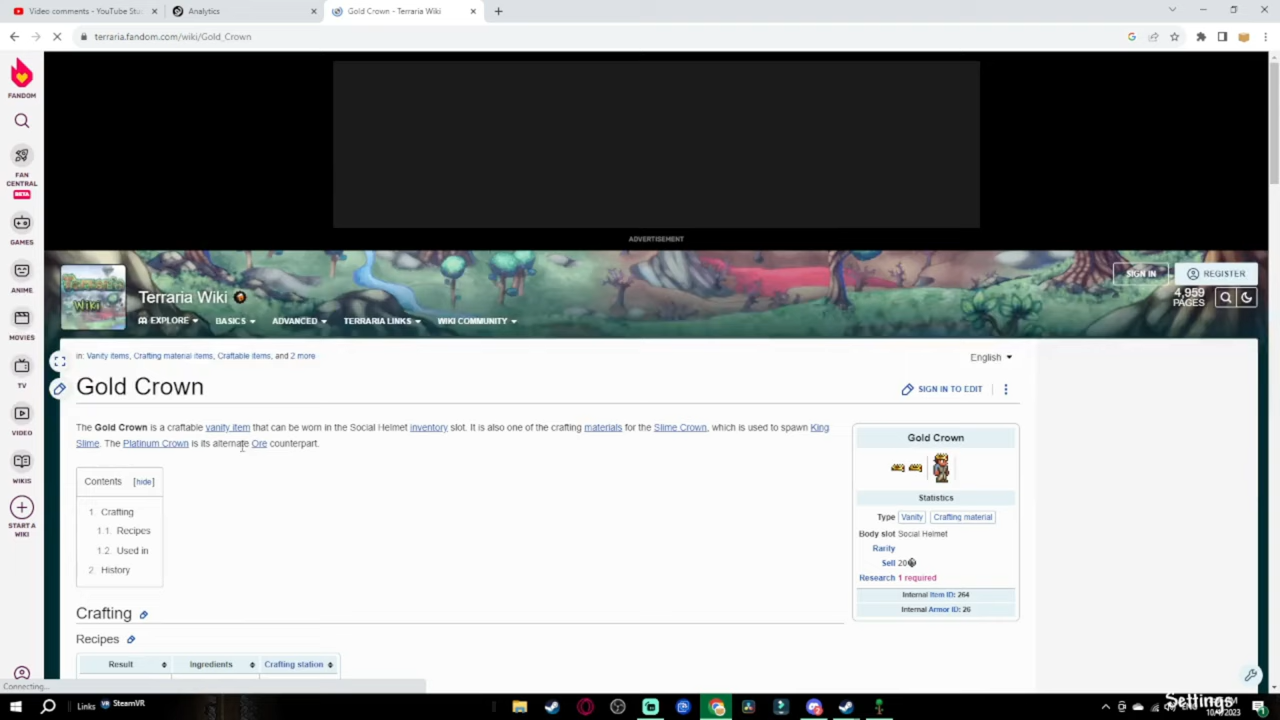 Video comments - YouTube Stu
Analytics
Gold Crown - Terraria Wiki
terraria.fandom.com/wiki/Gold_Crown
FANDOM
FAN CENTRAL
BETA
GAMES
ANIME
MOVIES
TV
VIDEO
WIKIS
START A WIKI
ADVERTISEMENT
SIGN IN
REGISTER
Terraria Wiki
4,959 PAGES
EXPLORE
BASICS
ADVANCED
TERRARIA LINKS
WIKI COMMUNITY
in: Vanity items, Crafting material items, Craftable items, and 2 more
English
Gold Crown
SIGN IN TO EDIT
The Gold Crown is a craftable vanity item that can be worn in the Social Helmet inventory slot. It is also one of the crafting materials for the Slime Crown, which is used to spawn King
Slime. The Platinum Crown is its alternate Ore counterpart.
Contents [hide]
1. Crafting
1.1. Recipes
1.2. Used in
2 History
Gold Crown
Statistics
Type Vanity Crafting material
Body slot Social Helmet
Rarity
Sell 20
Research 1 required
Internal Item ID: 264
Internal Armor ID: 26
Crafting
Recipes
Result Ingredients Crafting station
Connecting...
Links SteamVR
Settings